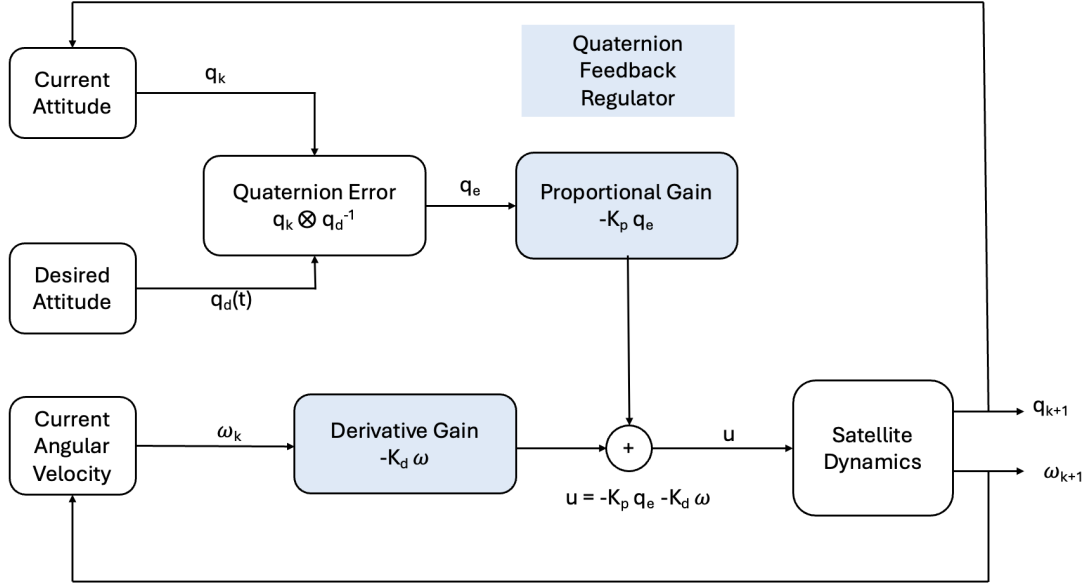 Quaternion
Feedback
Regulator
Current
Attitude
qk
Quaternion Error
qk ⊗ qd-1
qe
Proportional Gain
-Kp qe
Desired
Attitude
qd(t)
Current
Angular
Velocity
ωk
Derivative Gain
-Kd ω
+
u = -Kp qe -Kd ω
u
Satellite
Dynamics
qk+1
ωk+1